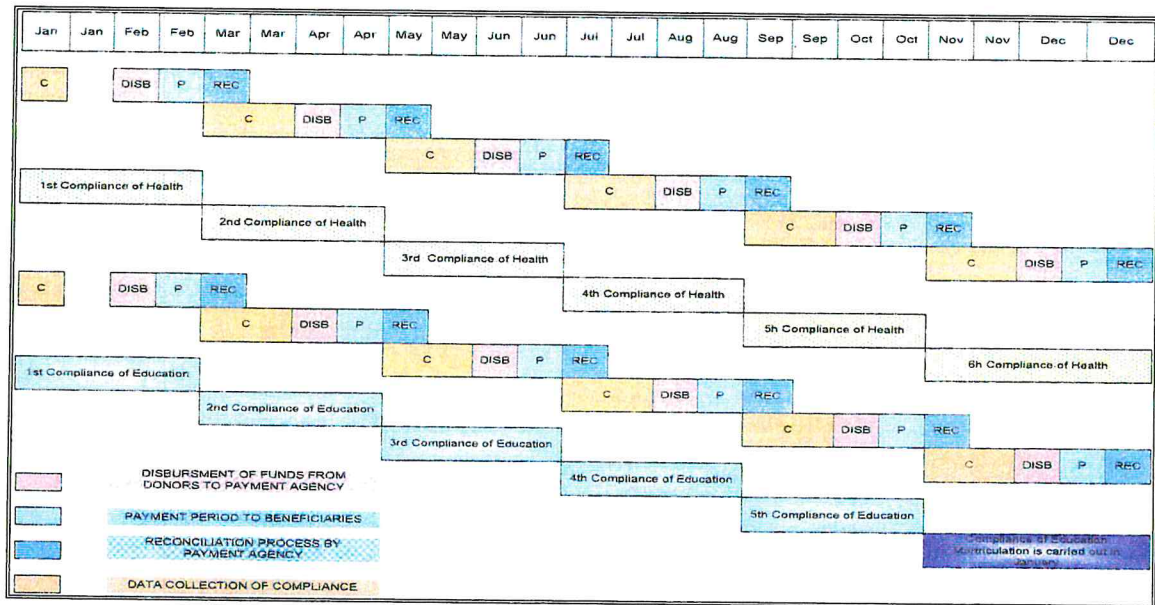 Jan Jan Feb Feb Mar Mar Apr Apr May May Jun Jun Jul Jul Aug Aug Sep Sep Oct Oct Nov Nov Dec Dec
C DISB P REC
C DISB P REC
C DISB P REC
1st Compliance of Health
C DISB P REC
2nd Compliance of Health
C DISB P REC
3rd Compliance of Health
C DISB P REC
C DISB P REC
4th Compliance of Health
C DISB P REC
5h Compliance of Health
C DISB P REC
6h Compliance of Health
1st Compliance of Education
C DISB P REC
2nd Compliance of Education
C DISB P REC
3rd Compliance of Education
C DISB P REC
4th Compliance of Education
5th Compliance of Education
Compliance of Education
Matriculation is carried out in
January
DISBURSMENT OF FUNDS FROM
DONORS TO PAYMENT AGENCY
PAYMENT PERIOD TO BENEFICIARIES
RECONCILIATION PROCESS BY
PAYMENT AGENCY
DATA COLLECTION OF COMPLIANCE